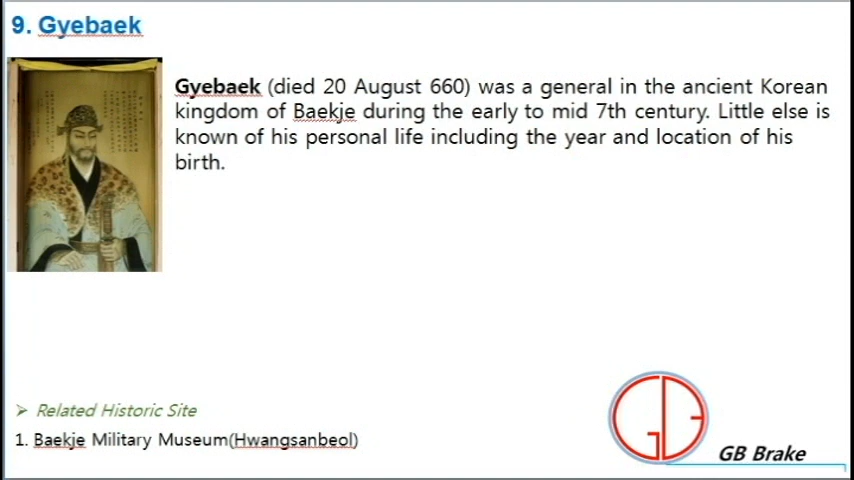 9. Gyebaek
Gyebaek (died 20 August 660) was a general in the ancient Korean
kingdom of Baekje during the early to mid 7th century. Little else is
known of his personal life including the year and location of his
birth.
Related Historic Site
1. Baekje Military Museum(Hwangsanbeol)
GB Brake